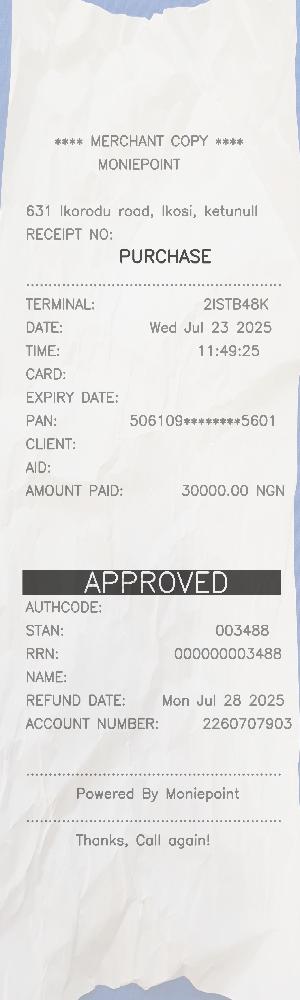 **** MERCHANT COPY ****
MONIEPOINT
631 Ikorodu road, Ikosi, ketunull
RECEIPT NO:
PURCHASE
TERMINAL: 2ISTB48K
DATE: Wed Jul 23 2025
TIME: 11:49:25
CARD:
EXPIRY DATE:
PAN: 506109********5601
CLIENT:
AID:
AMOUNT PAID: 30000.00 NGN
APPROVED
AUTHCODE:
STAN: 003488
RRN: 000000003488
NAME:
REFUND DATE: Mon Jul 28 2025
ACCOUNT NUMBER: 2260707903
Powered By Moniepoint
Thanks, Call again!